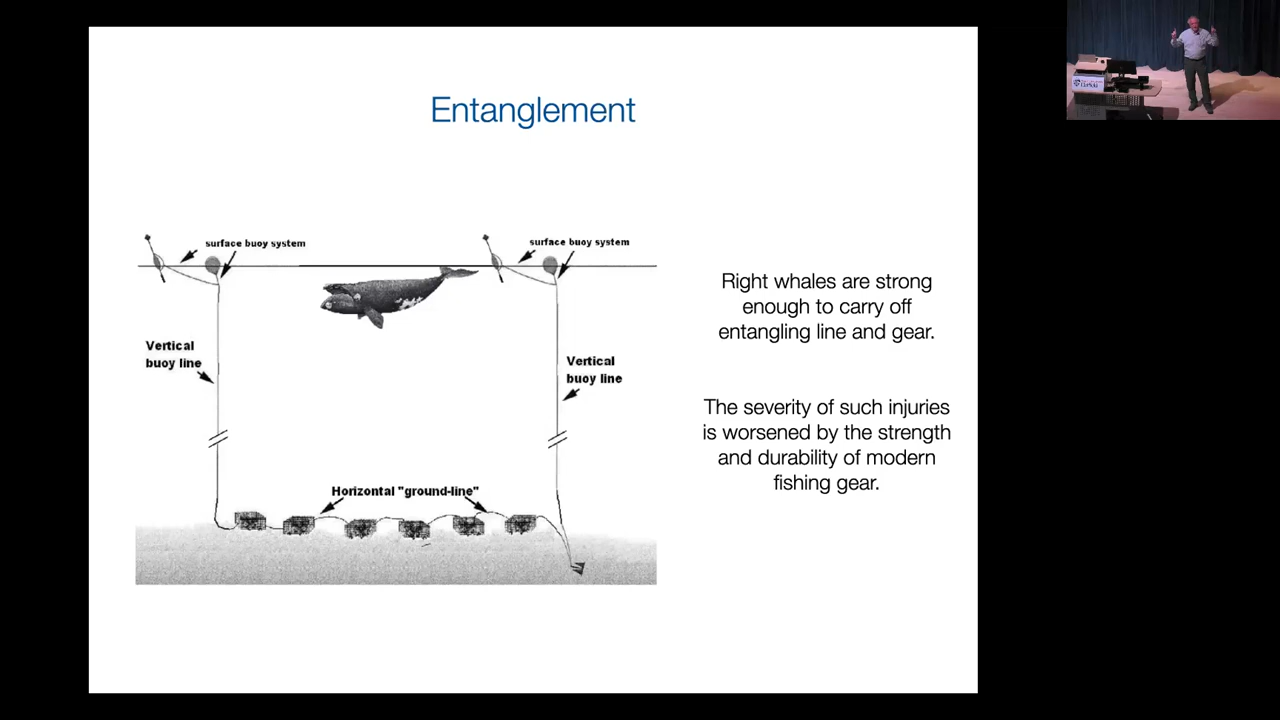 Entanglement
surface buoy system
surface buoy system
Right whales are strong
enough to carry off
entangling line and gear.
Vertical
buoy line
Vertical
buoy line
The severity of such injuries
is worsened by the strength
and durability of modern
fishing gear.
Horizontal "ground-line"